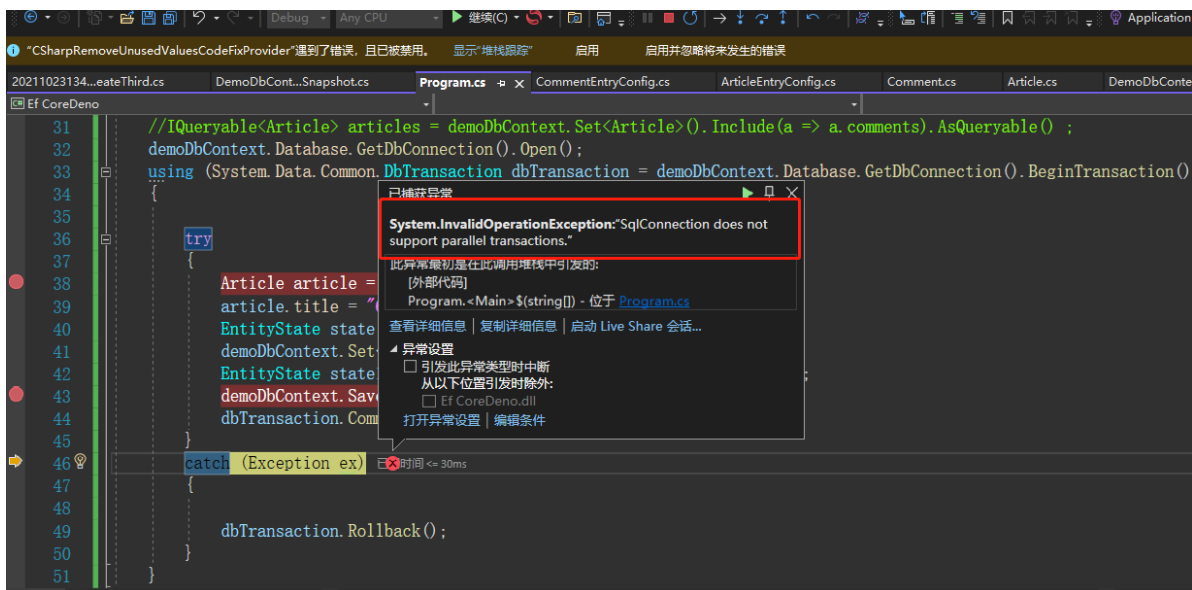 Debug Any CPU 继续(C) Application
"CSharpRemoveUnusedValuesCodeFixProvider"遇到了错误，且已被禁用。 显示"堆栈跟踪" 启用 启用并忽略将来发生的错误
20211023134...eateThird.cs DemoDbCont...Snapshot.cs Program.cs CommentEntryConfig.cs ArticleEntryConfig.cs Comment.cs Article.cs DemoDbConte
C# Ef CoreDeno
31 //IQueryable<Article> articles = demoDbContext.Set<Article>().Include(a => a.comments).AsQueryable() ;
32 demoDbContext.Database.GetDbConnection().Open();
33 using (System.Data.Common.DbTransaction dbTransaction = demoDbContext.Database.GetDbConnection().BeginTransaction()
34 {
已捕获异常
35
System.InvalidOperationException:"SqlConnection does not
36 try
support parallel transactions."
37 {
此异常最初是在此调用堆栈中引发的:
38 Article article =
[外部代码]
39 article.title = "
Program.<Main>$(string[]) - 位于 Program.cs
40 EntityState state
查看详细信息 | 复制详细信息 | 启动 Live Share 会话...
41 demoDbContext.Set
异常设置
42 EntityState state ;
引发此异常类型时中断
从以下位置引发时除外:
43 demoDbContext.Sav
Ef CoreDeno.dll
44 dbTransaction.Com
打开异常设置 | 编辑条件
45 }
46 catch (Exception ex) 时间 <= 30ms
47 {
48
49 dbTransaction.Rollback();
50 }
51 }